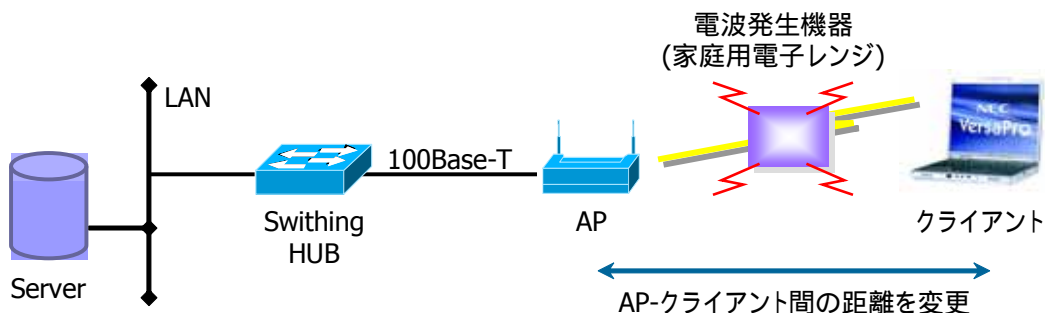 電波発生機器
(家庭用電子レンジ)
LAN
NEC
VersaPro
100Base-T
Swithing
HUB
AP
クライアント
Server
AP-クライアント間の距離を変更